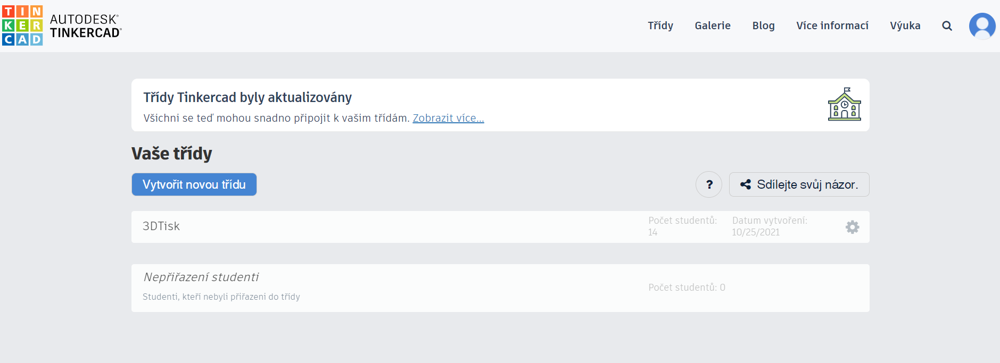 TIN
KER
CAD
AUTODESK®
TINKERCAD®
Třídy
Galerie
Blog
Více informací
Výuka
Třídy Tinkercad byly aktualizovány
Všichni se teď mohou snadno připojit k vašim třídám. Zobrazit více...
Vaše třídy
Vytvořit novou třídu
?
Sdílejte svůj názor.
3DTisk
Počet studentů:
14
Datum vytvoření:
10/25/2021
Nepřiřazení studenti
Studenti, kteří nebyli přiřazeni do třídy
Počet studentů: 0